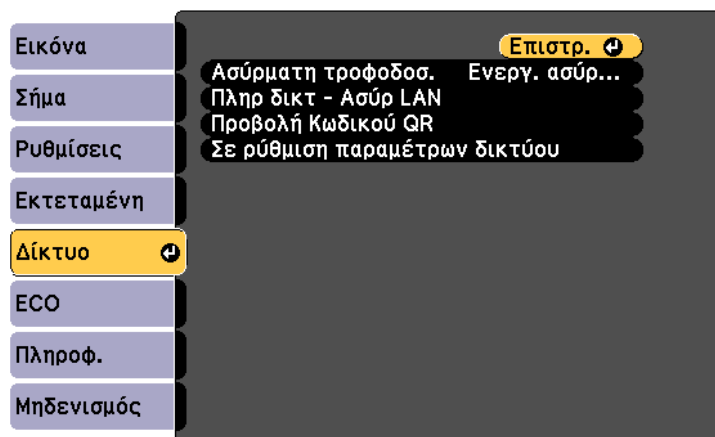 Εικόνα
Σήμα
Ρυθμίσεις
Εκτεταμένη
Δίκτυο
ECO
Πληροφ.
Μηδενισμός
Επιστρ.
Ασύρματη τροφοδοσ. Ενεργ. ασύρ...
Πληρ δικτ - Ασύρ LAN
Προβολή Κωδικού QR
Σε ρύθμιση παραμέτρων δικτύου